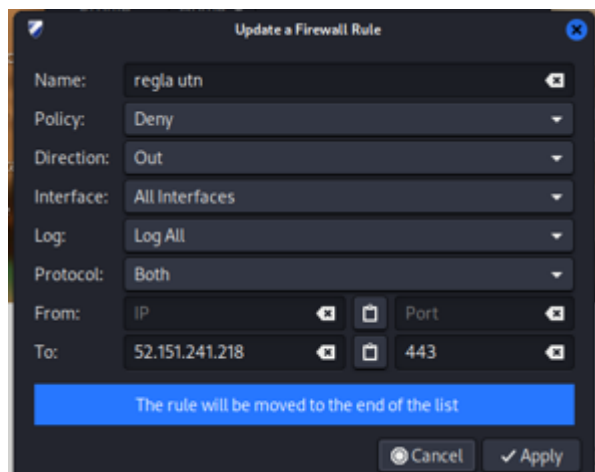 Update a Firewall Rule
Name: regla utn
Policy: Deny
Direction: Out
Interface: All Interfaces
Log: Log All
Protocol: Both
From: IP Port
To: 52.151.241.218 443
The rule will be moved to the end of the list
Cancel Apply